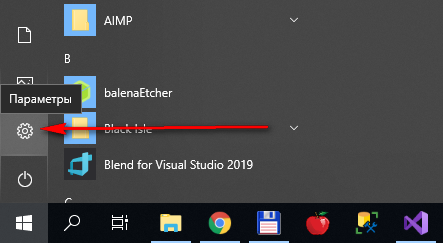 AIMP
B
balenaEtcher
Параметры
Black Isle
Blend for Visual Studio 2019